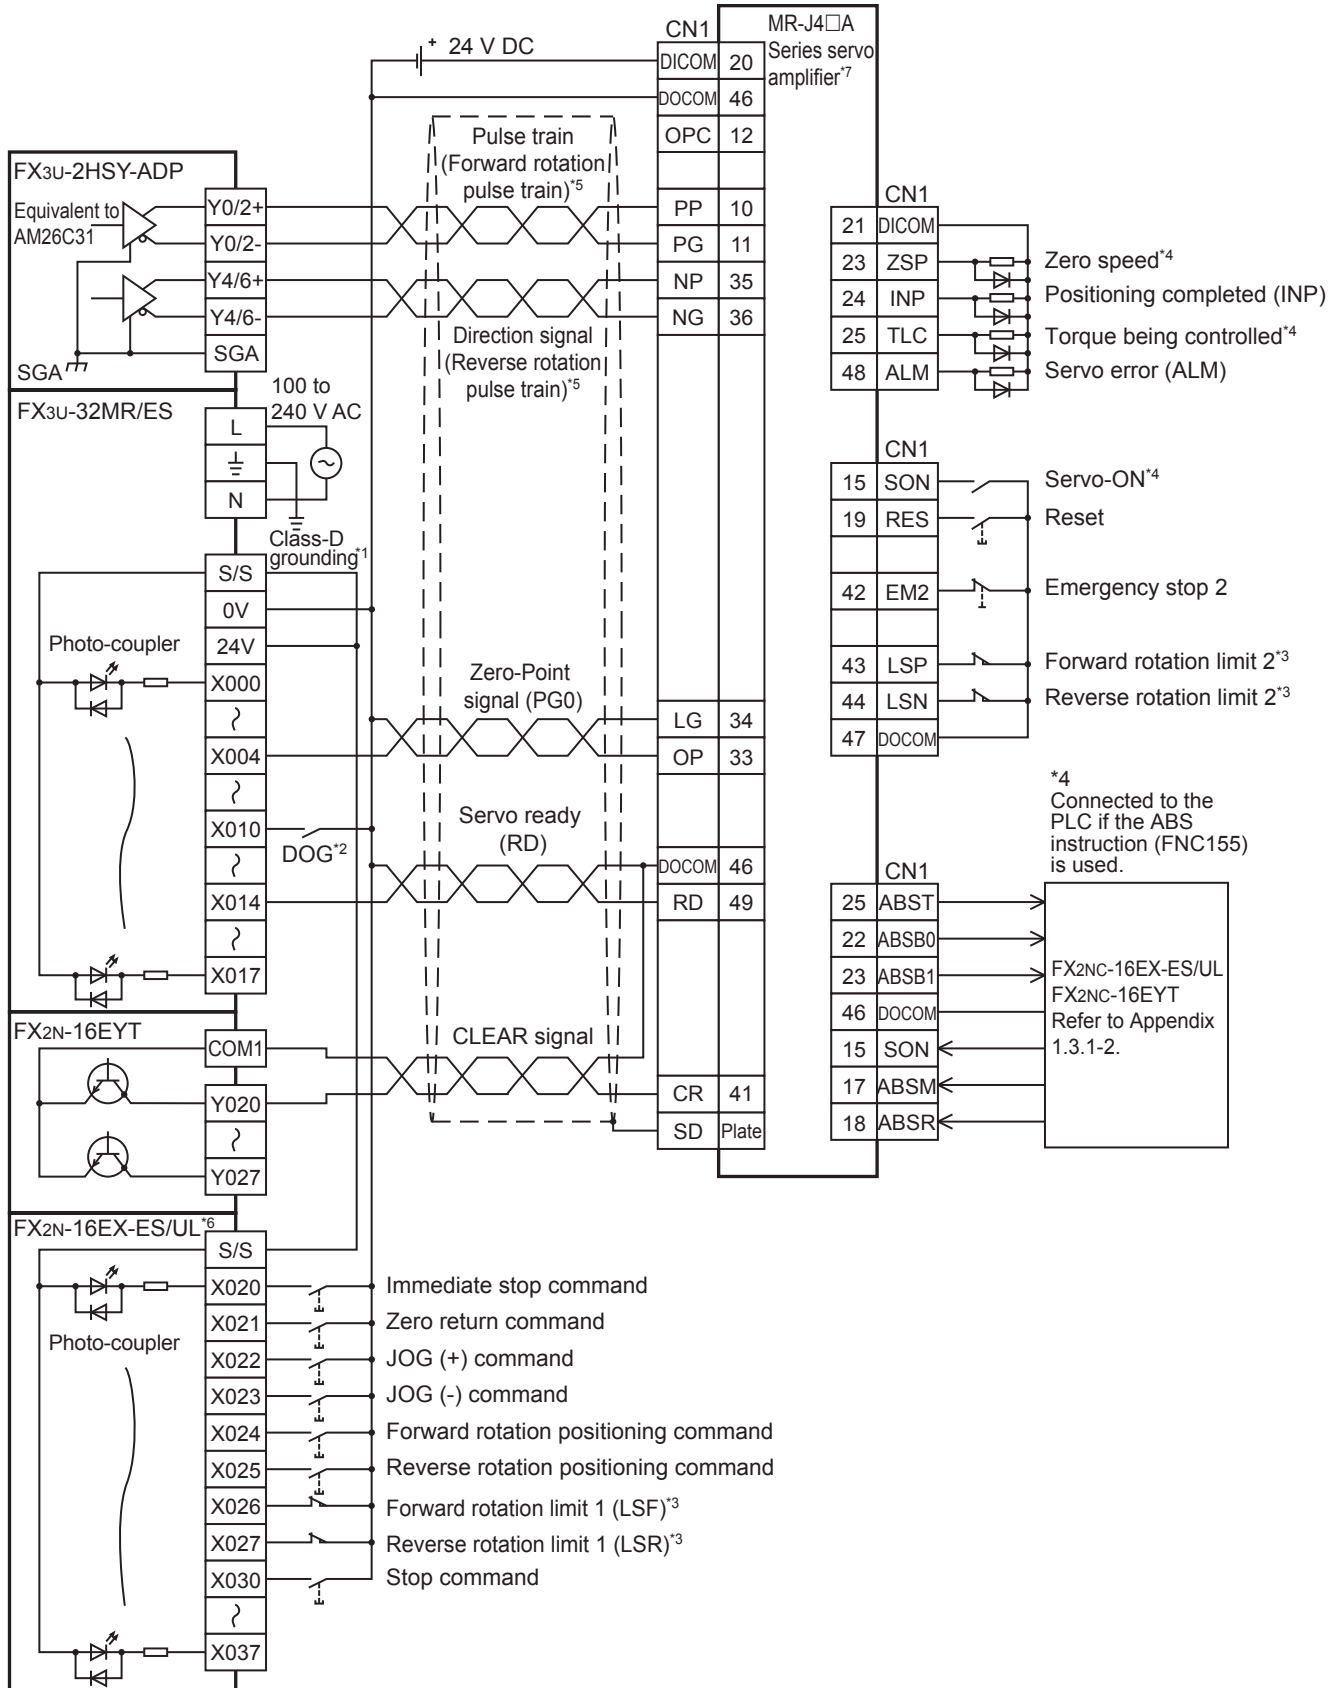 CN1
MR-J4□A
Series servo
amplifier*7
+ 24 V DC
DICOM 20
DOCOM 46
OPC 12
PP 10
PG 11
NP 35
NG 36
Pulse train
(Forward rotation
pulse train)*5
Direction signal
(Reverse rotation
pulse train)*5
FX3U-2HSY-ADP
Equivalent to
AM26C31
Y0/2+
Y0/2-
Y4/6+
Y4/6-
SGA
SGA
FX3U-32MR/ES
100 to
240 V AC
L
N
Class-D
grounding*1
S/S
0V
24V
Photo-coupler
X000
X004
X010
DOG*2
X014
X017
Zero-Point
signal (PG0)
LG 34
OP 33
Servo ready
(RD)
DOCOM 46
RD 49
CLEAR signal
CR 41
SD Plate
FX2N-16EYT
COM1
Y020
Y027
FX2N-16EX-ES/UL*6
S/S
Photo-coupler
X020 Immediate stop command
X021 Zero return command
X022 JOG (+) command
X023 JOG (-) command
X024 Forward rotation positioning command
X025 Reverse rotation positioning command
X026 Forward rotation limit 1 (LSF)*3
X027 Reverse rotation limit 1 (LSR)*3
X030 Stop command
X037
CN1
21 DICOM
23 ZSP Zero speed*4
24 INP Positioning completed (INP)
25 TLC Torque being controlled*4
48 ALM Servo error (ALM)
CN1
15 SON Servo-ON*4
19 RES Reset
42 EM2 Emergency stop 2
43 LSP Forward rotation limit 2*3
44 LSN Reverse rotation limit 2*3
47 DOCOM
*4
Connected to the
PLC if the ABS
instruction (FNC155)
is used.
CN1
25 ABST
22 ABSB0
23 ABSB1
46 DOCOM
15 SON
17 ABSM
18 ABSR
FX2NC-16EX-ES/UL
FX2NC-16EYT
Refer to Appendix
1.3.1-2.